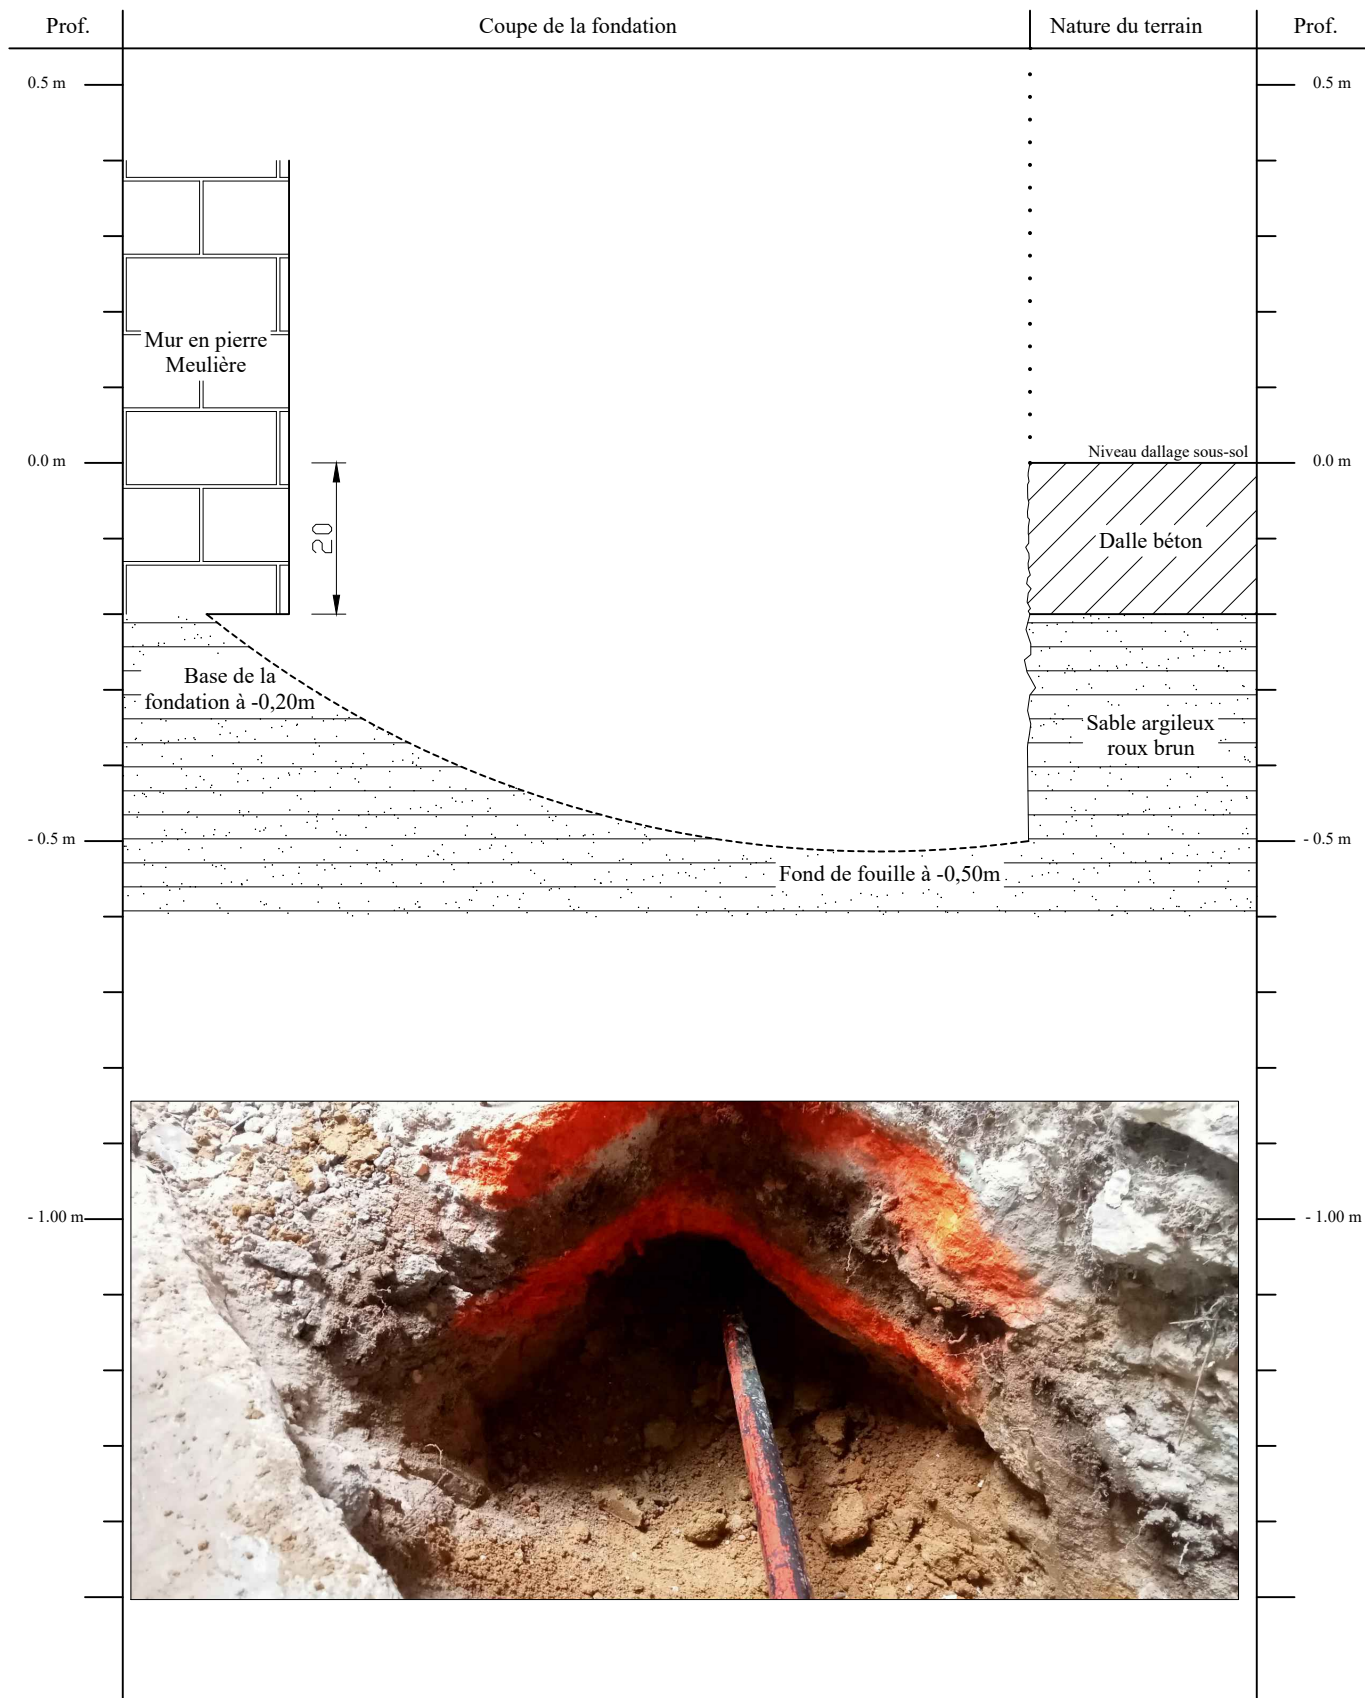 Prof.
Coupe de la fondation
Nature du terrain
Prof.
0.5 m
0.5 m
Mur en pierre
Meulière
Niveau dallage sous-sol
0.0 m
0.0 m
20
Dalle béton
Base de la
fondation à -0,20m
Sable argileux
roux brun
- 0.5 m
- 0.5 m
Fond de fouille à -0,50m
- 1.00 m
- 1.00 m